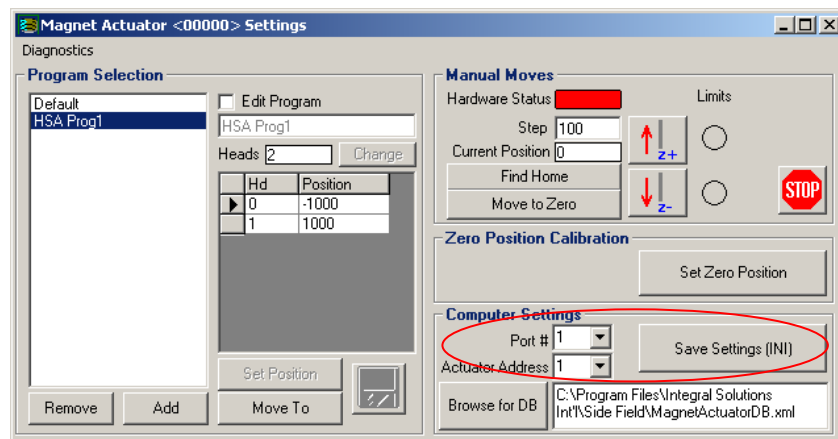 Magnet Actuator <00000> Settings
Diagnostics
Program Selection
Default
HSA Prog1
Edit Program
HSA Prog1
Heads 2 Change
Hd Position
0 -1000
1 1000
Set Position
Remove Add Move To
Manual Moves
Hardware Status Limits
Step 100
Current Position 0
z+
Find Home
Move to Zero
z-
STOP
Zero Position Calibration
Set Zero Position
Computer Settings
Port # 1
Save Settings (INI)
Actuator Address 1
Browse for DB
C:\Program Files\Integral Solutions
Int'l\Side Field\MagnetActuatorDB.xml